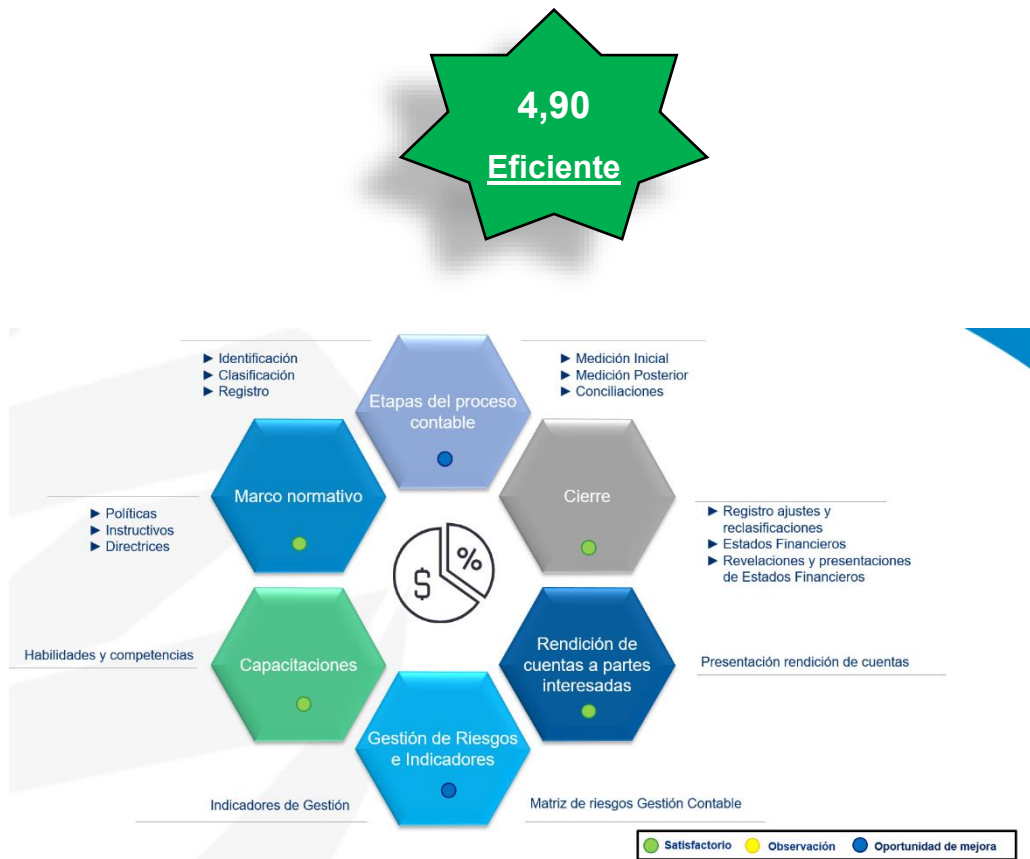 4,90
Eficiente
► Identificación
► Clasificación
► Registro
Etapas del proceso
contable
► Medición Inicial
► Medición Posterior
► Conciliaciones
Marco normativo
► Políticas
► Instructivos
► Directrices
Cierre
► Registro ajustes y
reclasificaciones
► Estados Financieros
► Revelaciones y presentaciones
de Estados Financieros
$ %
Habilidades y competencias
Capacitaciones
Rendición de
cuentas a partes
interesadas
Presentación rendición de cuentas
Gestión de Riesgos
e Indicadores
Indicadores de Gestión
Matriz de riesgos Gestión Contable
Satisfactorio Observación Oportunidad de mejora